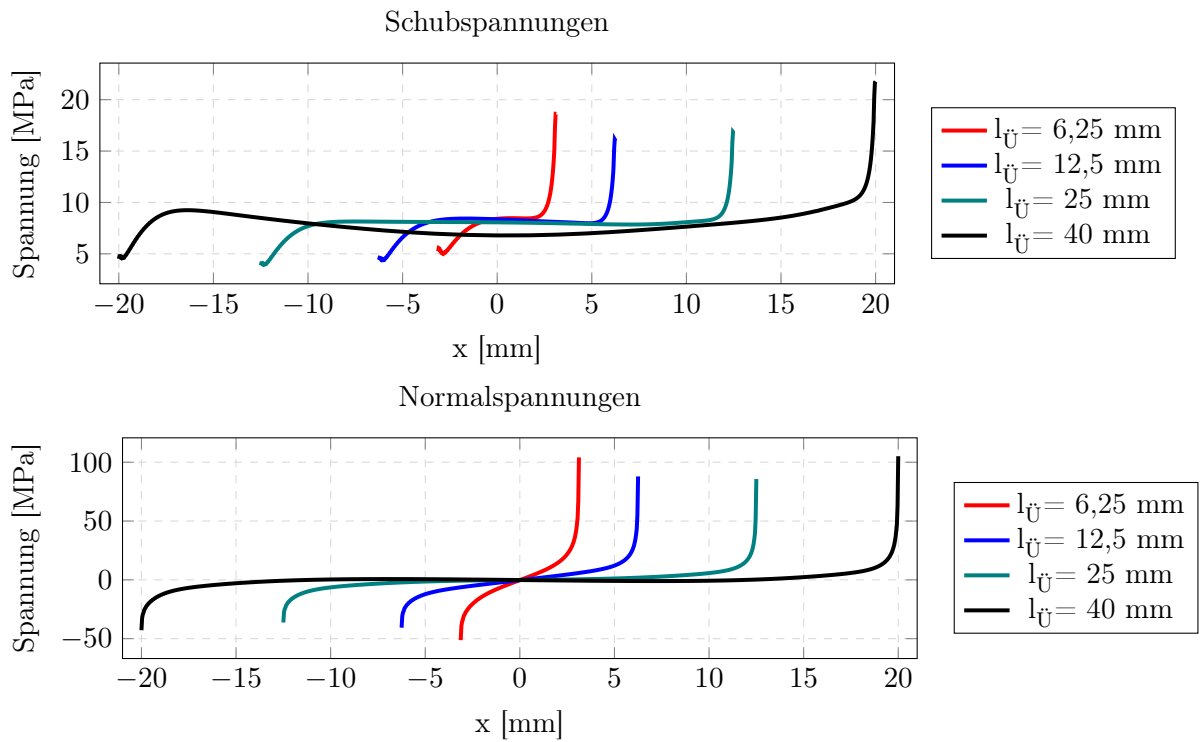 Schubspannungen
Spannung [MPa]
20
15
10
5
−20
−15
−10
−5
0
5
10
15
20
x [mm]
lÜ= 6,25 mm
lÜ= 12,5 mm
lÜ= 25 mm
lÜ= 40 mm
Normalspannungen
Spannung [MPa]
100
50
0
−50
−20
−15
−10
−5
0
5
10
15
20
x [mm]
lÜ= 6,25 mm
lÜ= 12,5 mm
lÜ= 25 mm
lÜ= 40 mm